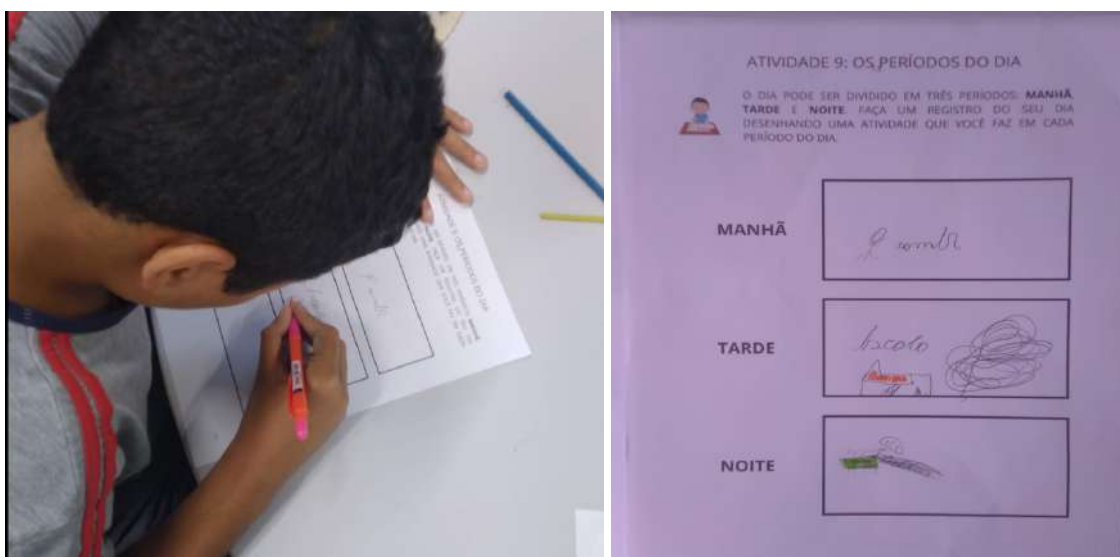 ATIVIDADE 9: OS PERÍODOS DO DIA
O DIA PODE SER DIVIDIDO EM TRÊS PERÍODOS: MANHÃ,
TARDE E NOITE. FAÇA UM REGISTRO DO SEU DIA
DESENHANDO UMA ATIVIDADE QUE VOCÊ FAZ EM CADA
PERÍODO DO DIA.
MANHÃ
TARDE
Escola
NOITE